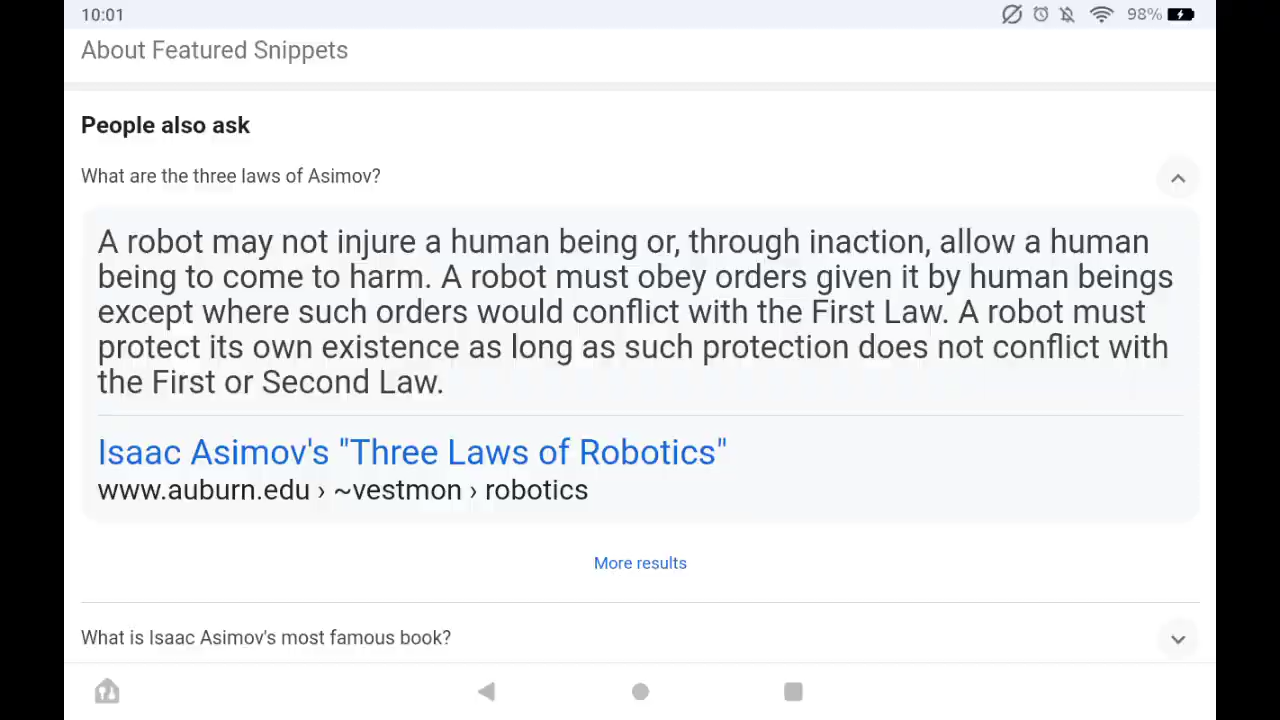 10:01
98%
About Featured Snippets
People also ask
What are the three laws of Asimov?
A robot may not injure a human being or, through inaction, allow a human
being to come to harm. A robot must obey orders given it by human beings
except where such orders would conflict with the First Law. A robot must
protect its own existence as long as such protection does not conflict with
the First or Second Law.
Isaac Asimov's "Three Laws of Robotics"
www.auburn.edu › ~vestmon › robotics
More results
What is Isaac Asimov's most famous book?